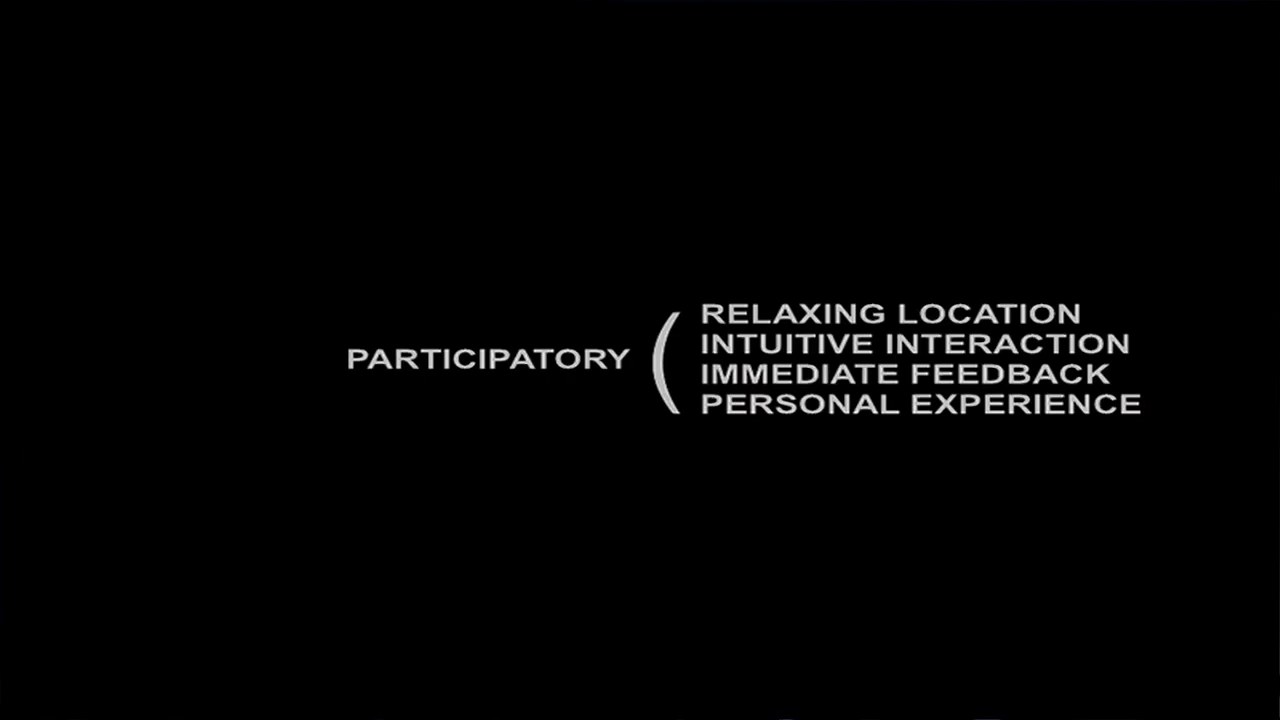 PARTICIPATORY
(
RELAXING LOCATION
INTUITIVE INTERACTION
IMMEDIATE FEEDBACK
PERSONAL EXPERIENCE